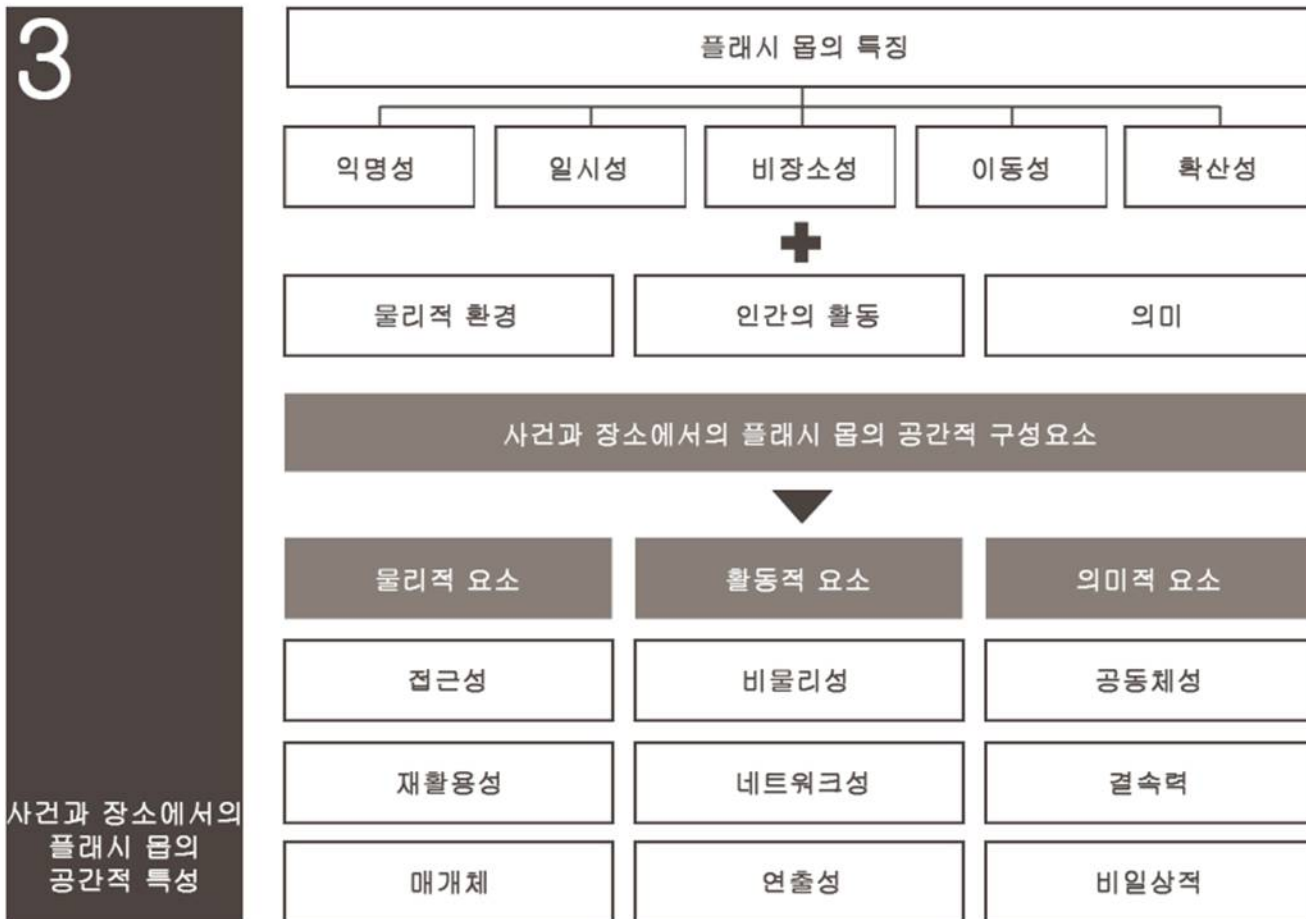 3
사건과 장소에서의
플래시 몹의
공간적 특성
플래시 몹의 특징
익명성 일시성 비장소성 이동성 확산성
물리적 환경 인간의 활동 의미
사건과 장소에서의 플래시 몹의 공간적 구성요소
물리적 요소 활동적 요소 의미적 요소
접근성 비물리성 공동체성
재활용성 네트워크성 결속력
매개체 연출성 비일상적